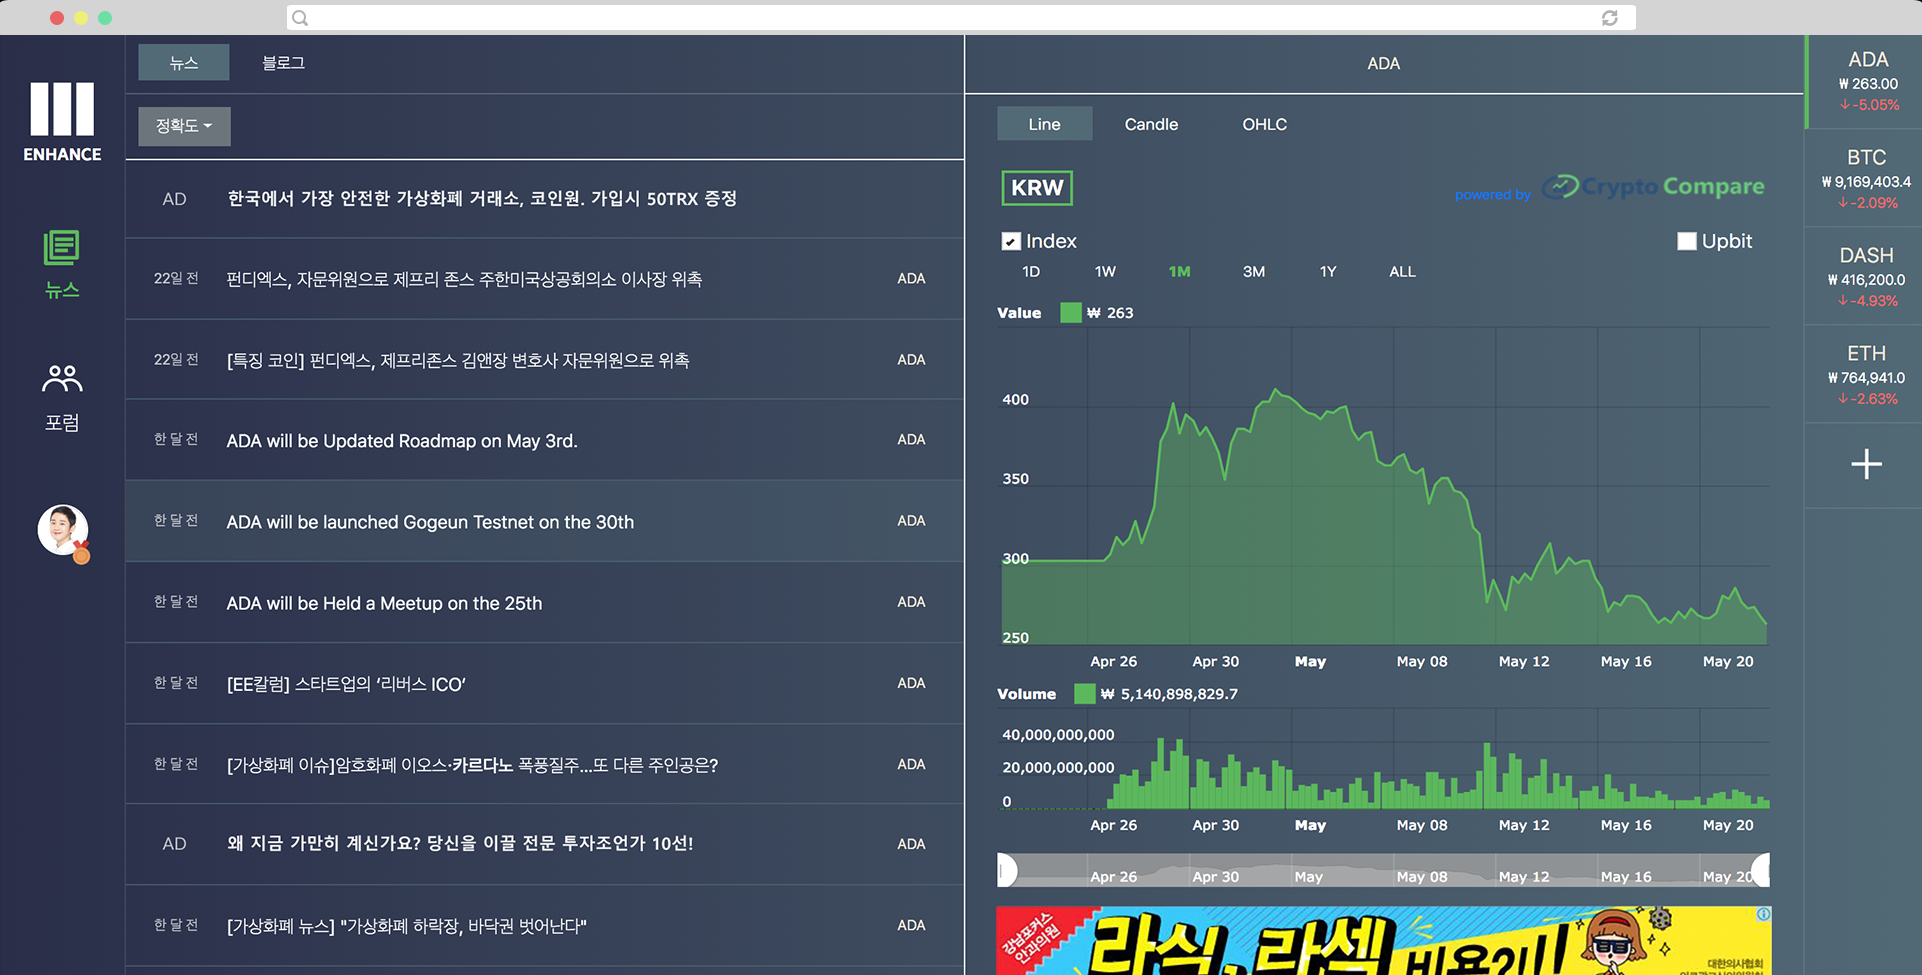 ENHANCE
뉴스
포럼
뉴스
블로그
정확도
AD 한국에서 가장 안전한 가상화폐 거래소, 코인원. 가입시 50TRX 증정
22일 전 펀디엑스, 자문위원으로 제프리 존스 주한미국상공회의소 이사장 위촉 ADA
22일 전 [특징 코인] 펀디엑스, 제프리존스 김앤장 변호사 자문위원으로 위촉 ADA
한 달 전 ADA will be Updated Roadmap on May 3rd. ADA
한 달 전 ADA will be launched Gogeun Testnet on the 30th ADA
한 달 전 ADA will be Held a Meetup on the 25th ADA
한 달 전 [EE칼럼] 스타트업의 ‘리버스 ICO’ ADA
한 달 전 [가상화폐 이슈]암호화폐 이오스·카르다노 폭풍질주...또 다른 주인공은? ADA
AD 왜 지금 가만히 계신가요? 당신을 이끌 전문 투자조언가 10선! ADA
한 달 전 [가상화폐 뉴스] "가상화폐 하락장, 바닥권 벗어난다" ADA
ADA
Line Candle OHLC
KRW
powered by Crypto Compare
Index
Upbit
1D 1W 1M 3M 1Y ALL
Value ₩ 263
400
350
300
250
Apr 26 Apr 30 May May 08 May 12 May 16 May 20
Volume ₩ 5,140,898,829.7
40,000,000,000
20,000,000,000
0
Apr 26 Apr 30 May May 08 May 12 May 16 May 20
Apr 26 Apr 30 May May 08 May 12 May 16 May 20
강남포커스
안과의원
라식, 라섹 비용?!!
대한의사협회
ADA
₩ 263.00
↓-5.05%
BTC
₩ 9,169,403.4
↓-2.09%
DASH
₩ 416,200.0
↓-4.93%
ETH
₩ 764,941.0
↓-2.63%